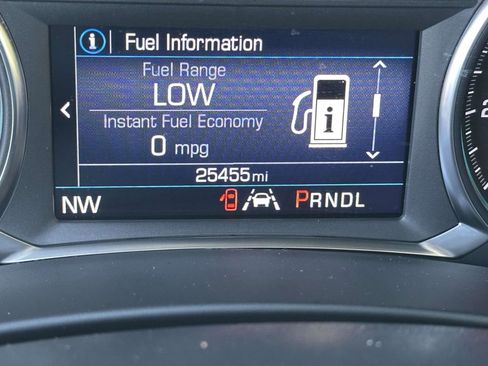 i Fuel Information
Fuel Range
LOW
Instant Fuel Economy
i
0 mpg
25455 mi
NW PRNDL